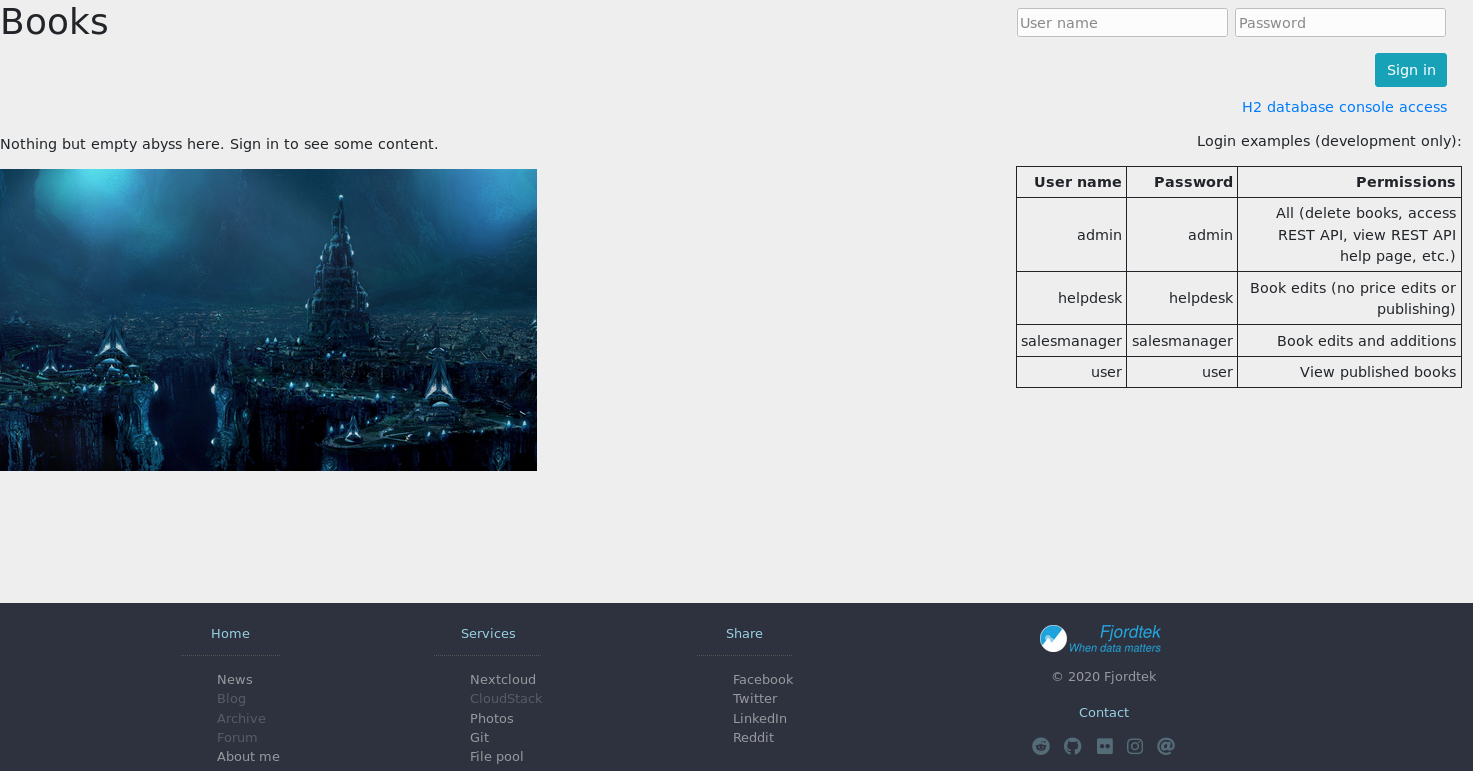 Books
User name
Password
Sign in
H2 database console access
Nothing but empty abyss here. Sign in to see some content.
Login examples (development only):
User name Password Permissions
admin admin All (delete books, access
REST API, view REST API
help page, etc.)
helpdesk helpdesk Book edits (no price edits or
publishing)
salesmanager salesmanager Book edits and additions
user user View published books
Home
News
Blog
Archive
Forum
About me
Services
Nextcloud
CloudStack
Photos
Git
File pool
Share
Facebook
Twitter
LinkedIn
Reddit
Fjordtek
When data matters
© 2020 Fjordtek
Contact